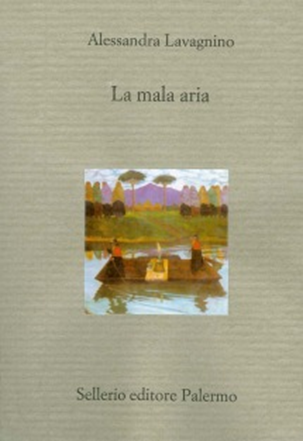 Alessandra Lavagnino
La mala aria
Sellerio editore Palermo